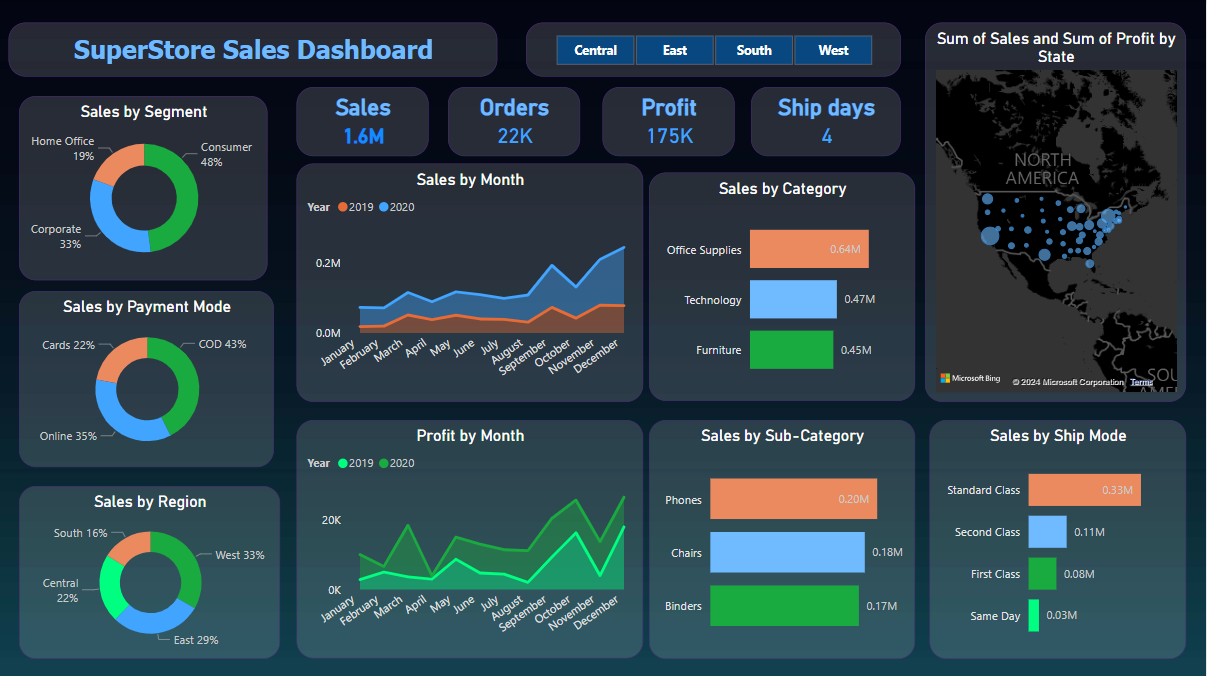 SuperStore Sales Dashboard
Central
East
South
West
Sum of Sales and Sum of Profit by
State
Sales
1.6M
Orders
22K
Profit
175K
Ship days
4
Sales by Segment
Home Office
19%
Consumer
48%
Corporate
33%
Sales by Month
Year 2019 2020
0.2M
0.0M
January
February
March
April
May
June
July
August
September
October
November
December
Sales by Category
Office Supplies 0.64M
Technology 0.47M
Furniture 0.45M
NORTH
AMERICA
SOU
AMER
Microsoft Bing
© 2024 Microsoft Corporation Terms
Sales by Payment Mode
Cards 22%
COD 43%
Online 35%
Profit by Month
Year 2019 2020
20K
0K
January
February
March
April
May
June
July
August
September
October
November
December
Sales by Sub-Category
Phones 0.20M
Chairs 0.18M
Binders 0.17M
Sales by Ship Mode
Standard Class 0.33M
Second Class 0.11M
First Class 0.08M
Same Day 0.03M
Sales by Region
South 16%
West 33%
Central
22%
East 29%